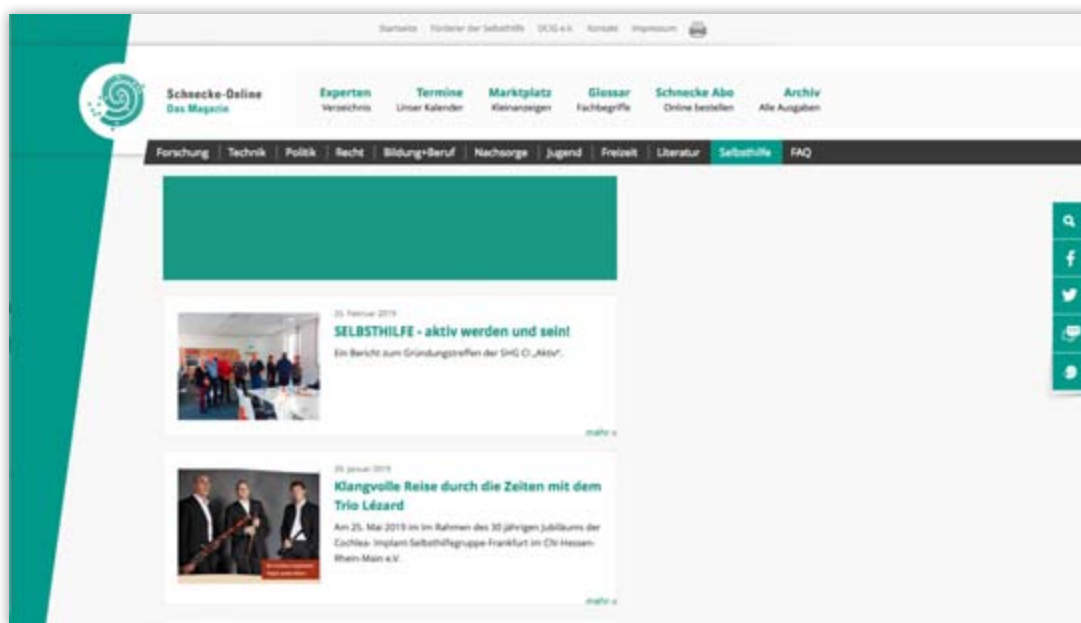 Startseite Förderer der Selbsthilfe DCIG e.V. Kontakt Impressum
Schnecke-Online
Das Magazin
Experten Termine Marktplatz Glossar Schnecke Abo Archiv
Verzeichnis Unser Kalender Kleinanzeigen Fachbegriffe Online bestellen Alle Ausgaben
Forschung Technik Politik Recht Bildung+Beruf Nachsorge Jugend Freizeit Literatur Selbsthilfe FAQ
Februar 2019
SELBSTHILFE - aktiv werden und sein!
Ein Bericht zum Gründungstreffen der SHG CI „Aktiv“.
mehr »
Januar 2019
Klangvolle Reise durch die Zeiten mit dem
Trio Lézard
Am 25. Mai 2019 im im Rahmen des 30 jährigen Jubiläums der
Cochlea- Implant-Selbsthilfegruppe-Frankfurt im CIV-Hessen-
Rhein-Main e.V.
mehr »